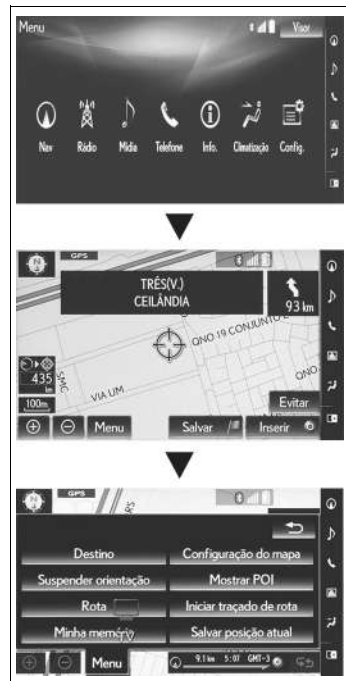 Menu
Visor
Nav
Rádio
Mídia
Telefone
Info.
Climatização
Config.
N
GPS
TRÊS(V.)
CEILÂNDIA
93 km
QNO 19 CONJUNTO
QNO
SMC
VIA UM
435
km
100m
Evitar
Menu
Salvar
Inserir
N
GPS
Destino
Configuração do mapa
Suspender orientação
Mostrar POI
Rota
Iniciar traçado de rota
Minha memória
Salvar posição atual
Menu
9.1km 5:07 GMT-3